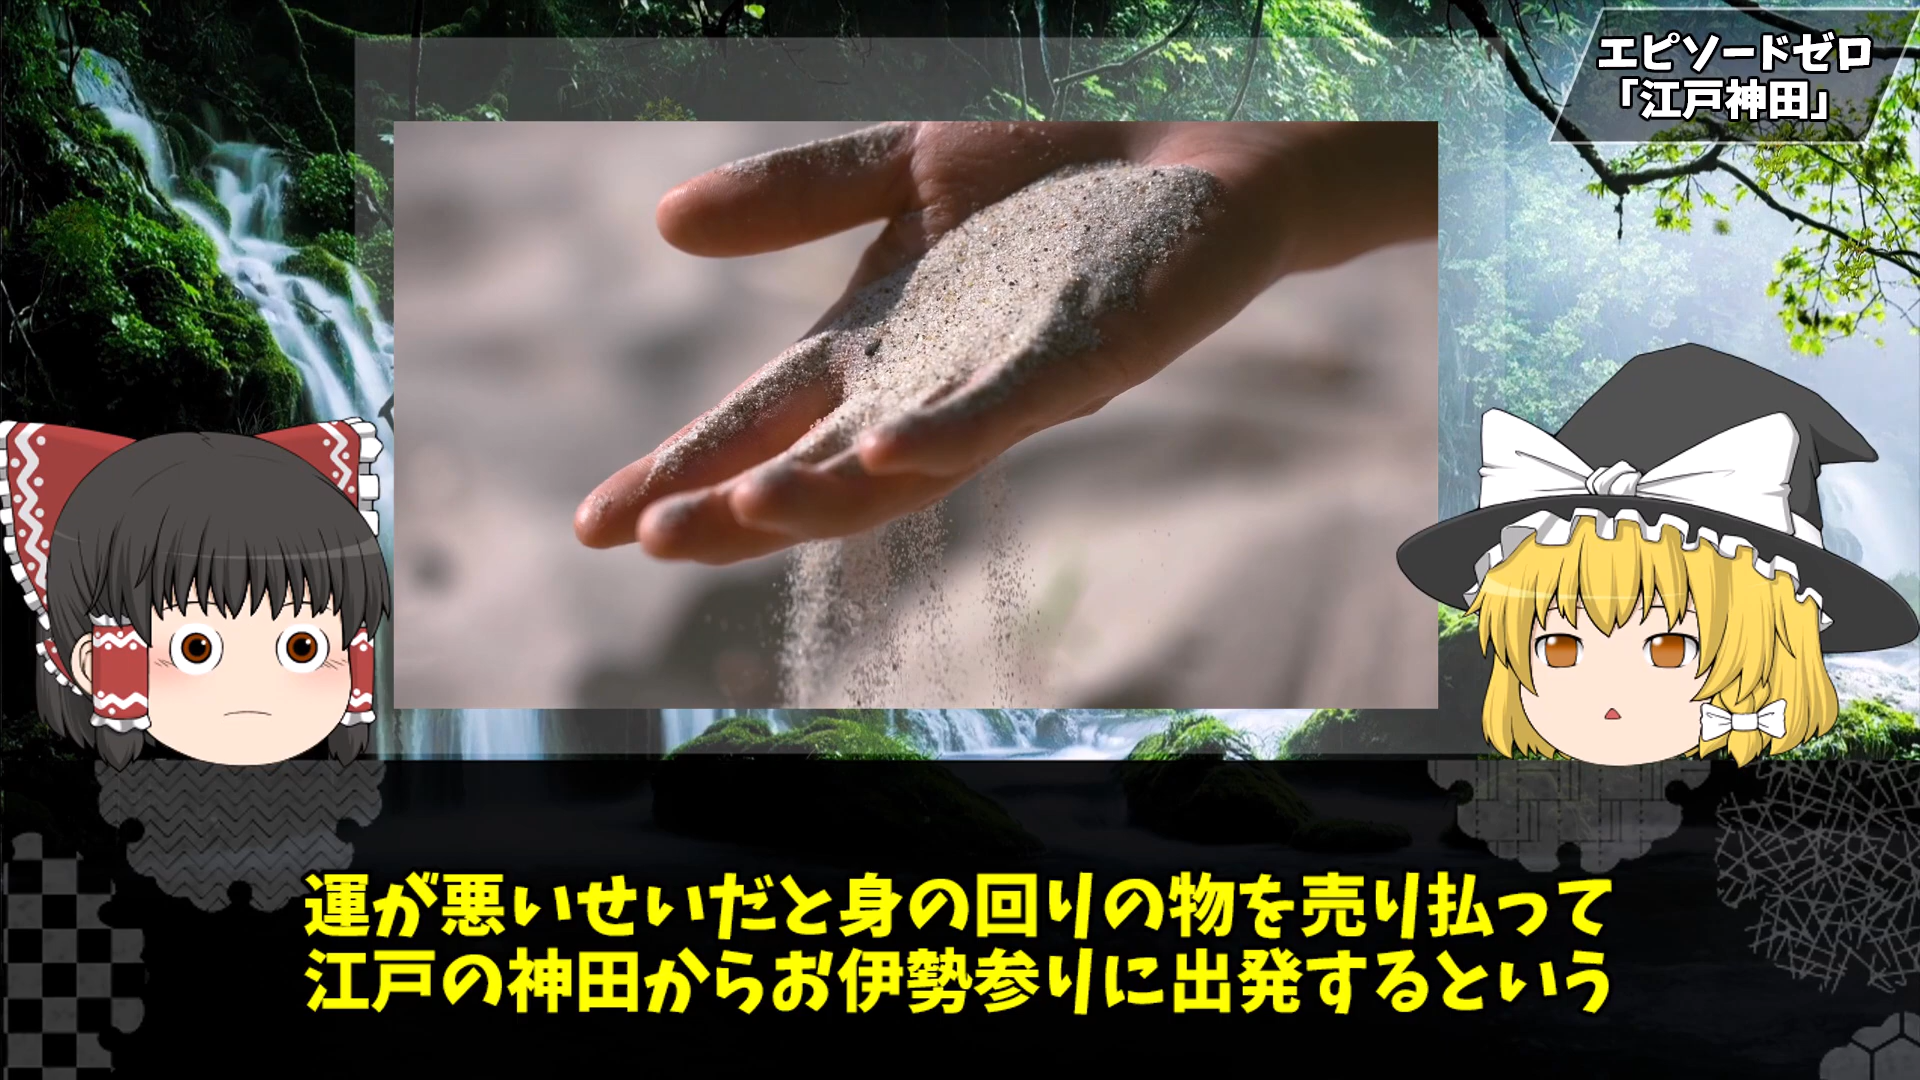 エピソードゼロ
「江戸神田」
運が悪いせいだと身の回りの物を売り払って
江戸の神田からお伊勢参りに出発するという